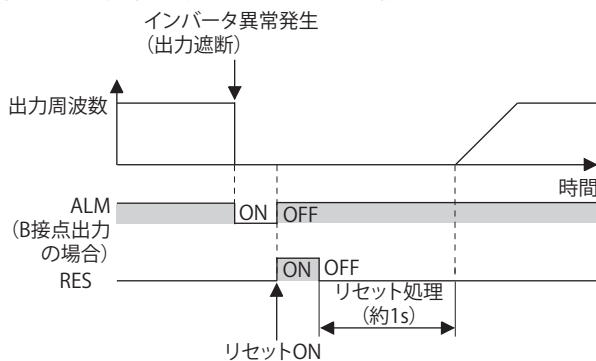 インバータ異常発生
（出力遮断）
出力周波数
時間
ALM
（B接点出力
の場合）
ON
OFF
RES
ON
OFF
リセット処理
（約1s）
リセットON